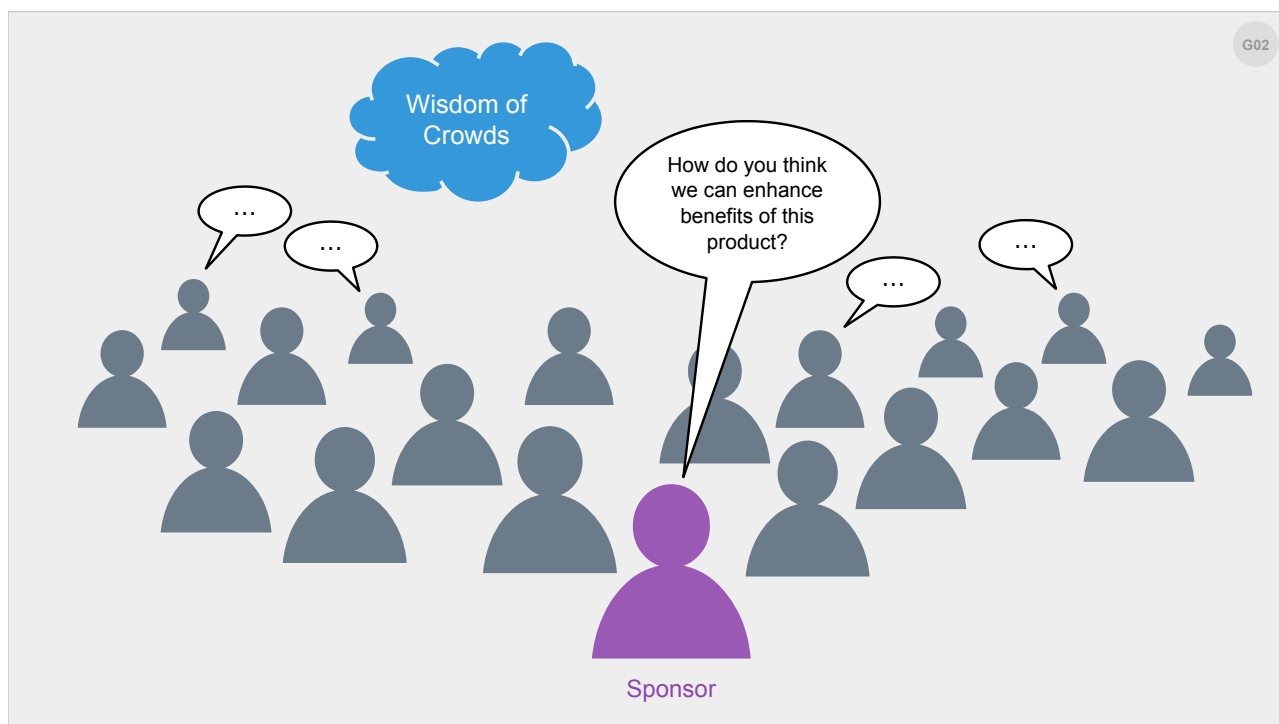 G02
Wisdom of
Crowds
How do you think
we can enhance
benefits of this
product?
...
...
...
...
Sponsor